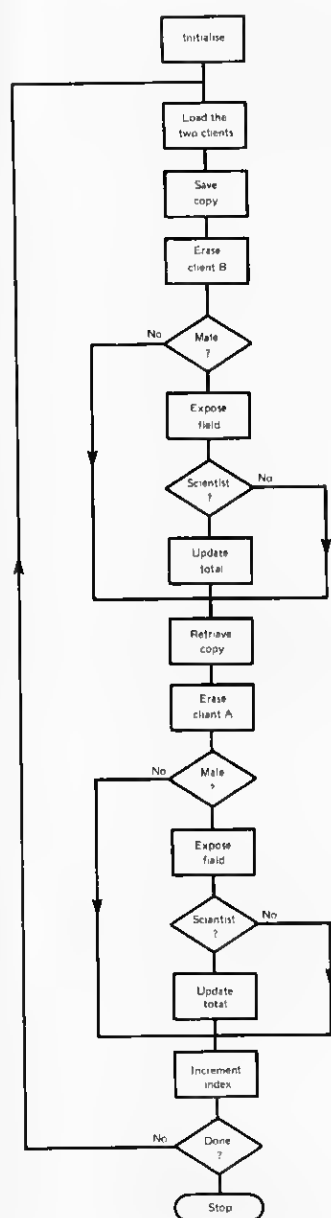 Initialise
Load the
two clients
Save
copy
Erase
client B
No
Male
?
Expose
field
Scientist
?
No
Update
total
Retrieve
copy
Erase
client A
No
Male
?
Expose
field
Scientist
?
No
Update
total
Increment
index
No
Done
?
Stop